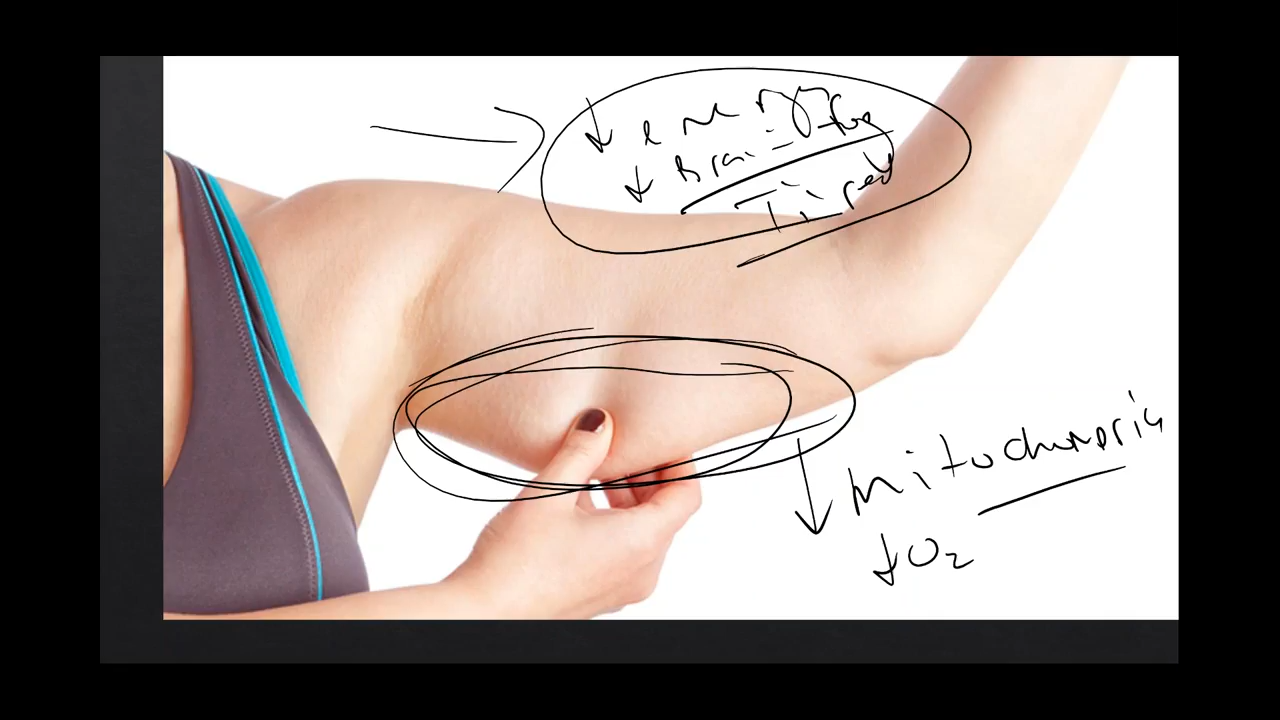 ↓ energy
↓ Brain-fog
Tired
↓ mitochondria
↓ O₂